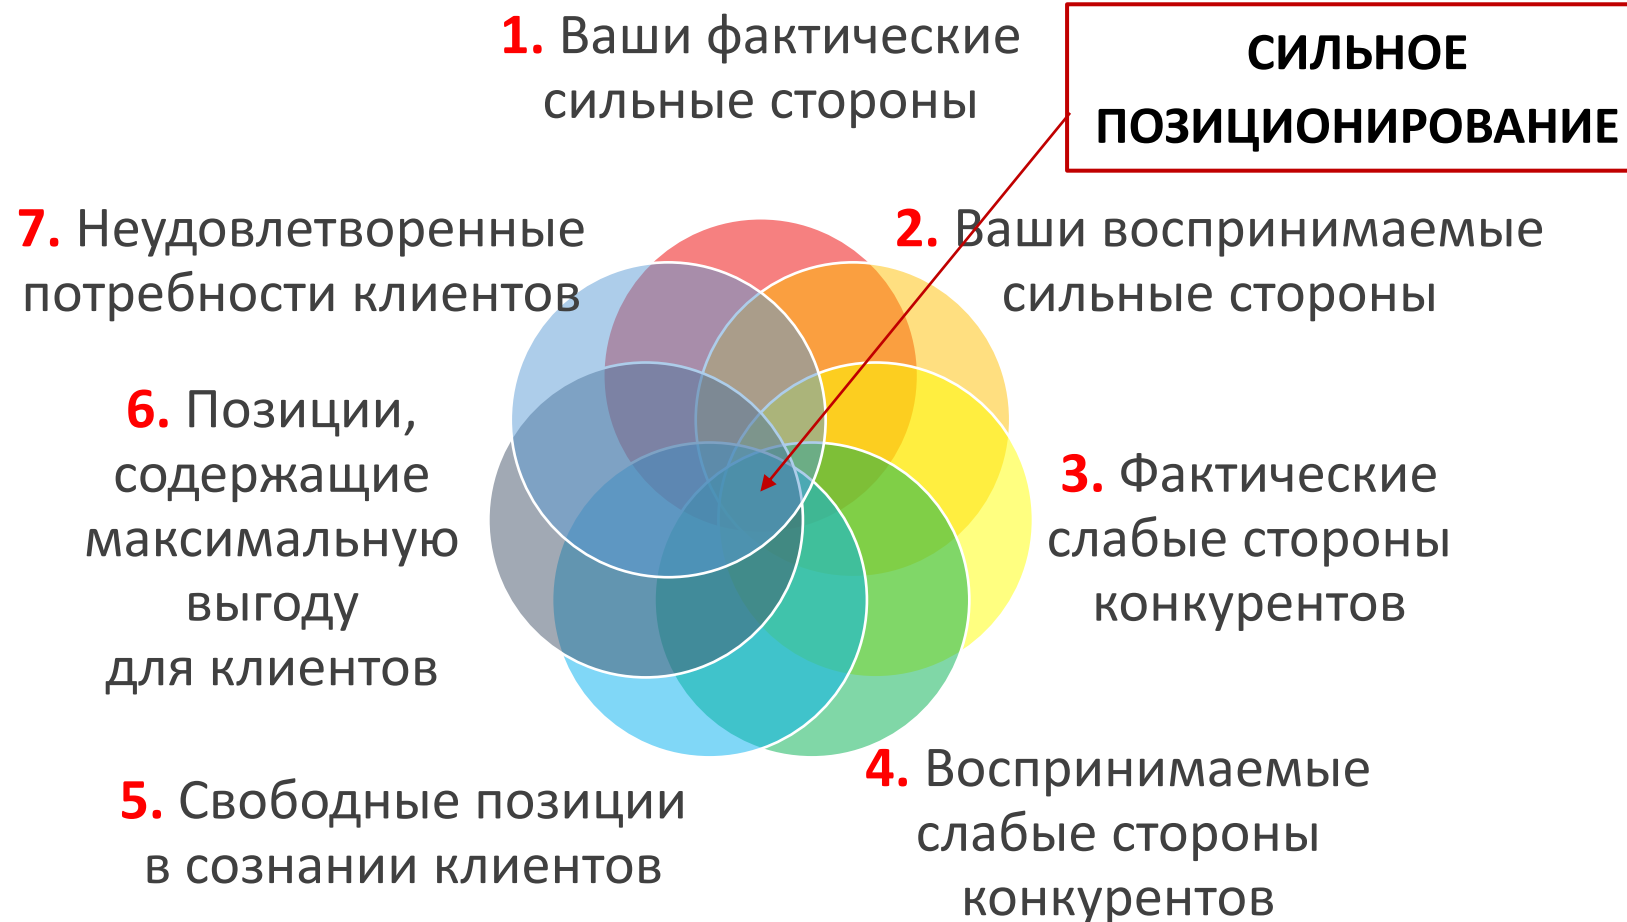 1. Ваши фактические
сильные стороны
СИЛЬНОЕ
ПОЗИЦИОНИРОВАНИЕ
2. Ваши воспринимаемые
сильные стороны
3. Фактические
слабые стороны
конкурентов
4. Воспринимаемые
слабые стороны
конкурентов
5. Свободные позиции
в сознании клиентов
6. Позиции,
содержащие
максимальную
выгоду
для клиентов
7. Неудовлетворенные
потребности клиентов